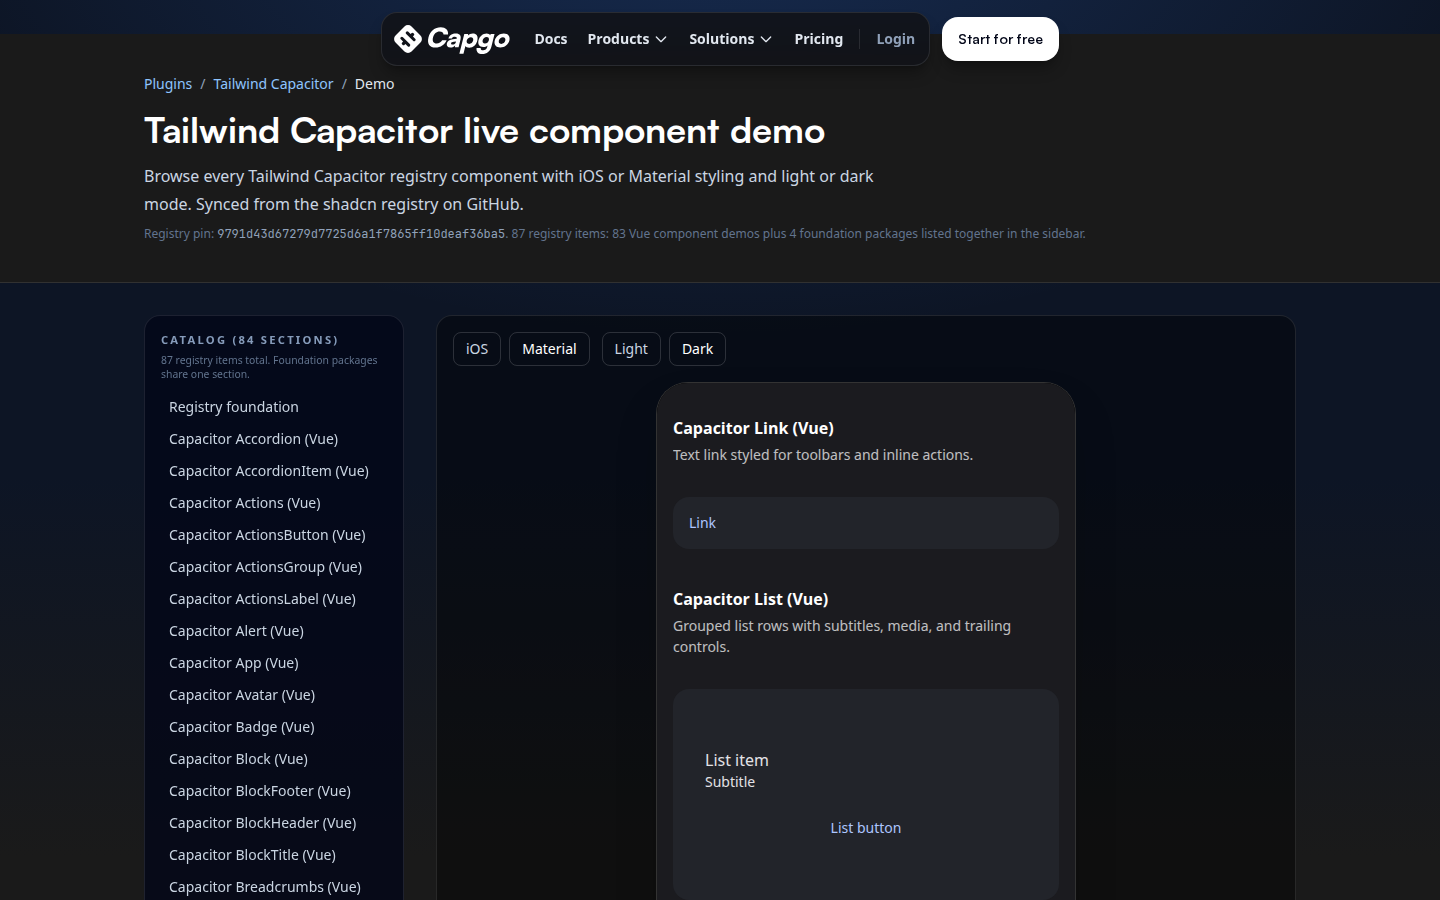 Capgo
Docs
Products
Solutions
Pricing
Login
Start for free
Plugins / Tailwind Capacitor / Demo
Tailwind Capacitor live component demo
Browse every Tailwind Capacitor registry component with iOS or Material styling and light or dark
mode. Synced from the shadcn registry on GitHub.
Registry pin: 9791d43d67279d7725d6a1f7865ff10deaf36ba5. 87 registry items: 83 Vue component demos plus 4 foundation packages listed together in the sidebar.
CATALOG (84 SECTIONS)
87 registry items total. Foundation packages
share one section.
Registry foundation
Capacitor Accordion (Vue)
Capacitor AccordionItem (Vue)
Capacitor Actions (Vue)
Capacitor ActionsButton (Vue)
Capacitor ActionsGroup (Vue)
Capacitor ActionsLabel (Vue)
Capacitor Alert (Vue)
Capacitor App (Vue)
Capacitor Avatar (Vue)
Capacitor Badge (Vue)
Capacitor Block (Vue)
Capacitor BlockFooter (Vue)
Capacitor BlockHeader (Vue)
Capacitor BlockTitle (Vue)
Capacitor Breadcrumbs (Vue)
iOS
Material
Light
Dark
Capacitor Link (Vue)
Text link styled for toolbars and inline actions.
Link
Capacitor List (Vue)
Grouped list rows with subtitles, media, and trailing
controls.
List item
Subtitle
List button